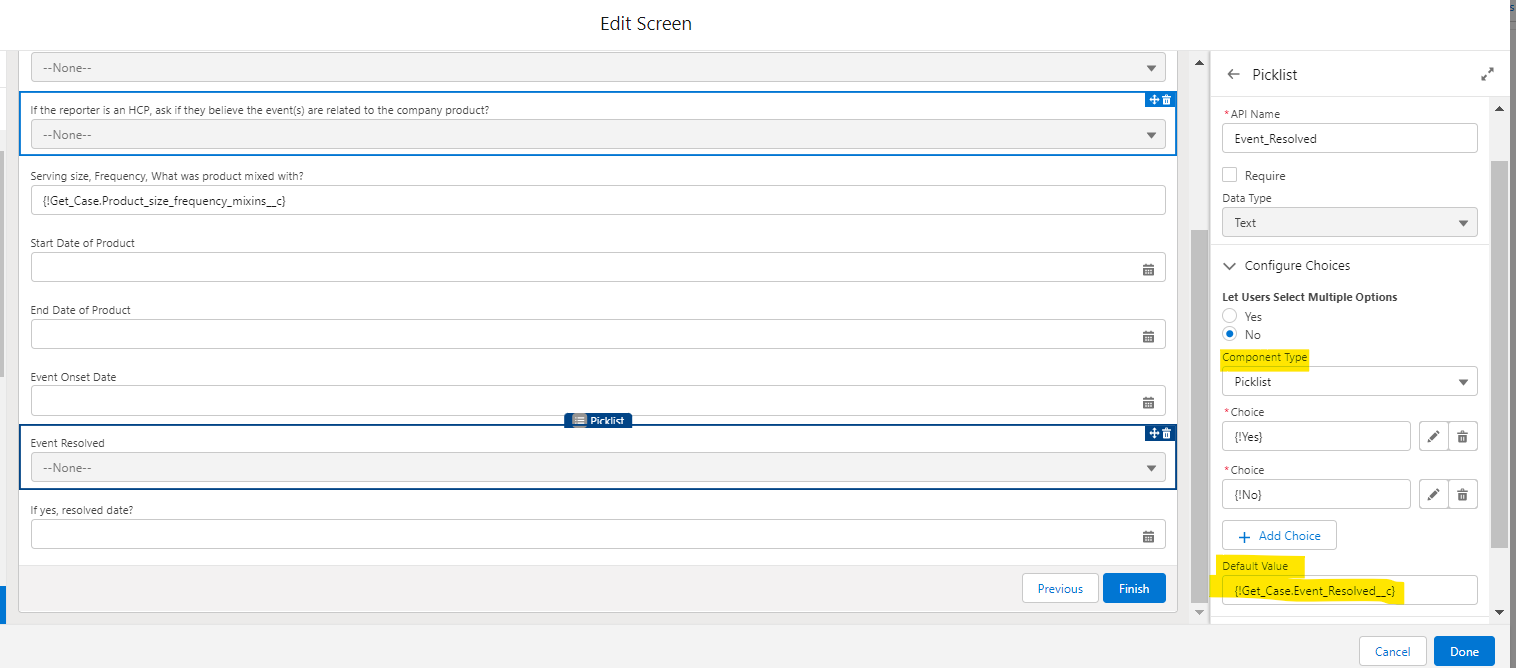 Edit Screen
--None--
If the reporter is an HCP, ask if they believe the event(s) are related to the company product?
--None--
Serving size, Frequency, What was product mixed with?
{!Get_Case.Product_size_frequency_mixins__c}
Start Date of Product
End Date of Product
Event Onset Date
Picklist
Event Resolved
--None--
If yes, resolved date?
Previous
Finish
Picklist
*API Name
Event_Resolved
Require
Data Type
Text
Configure Choices
Let Users Select Multiple Options
Yes
No
Component Type
Picklist
*Choice
{!Yes}
*Choice
{!No}
Add Choice
Default Value
{!Get_Case.Event_Resolved__c}
Cancel
Done